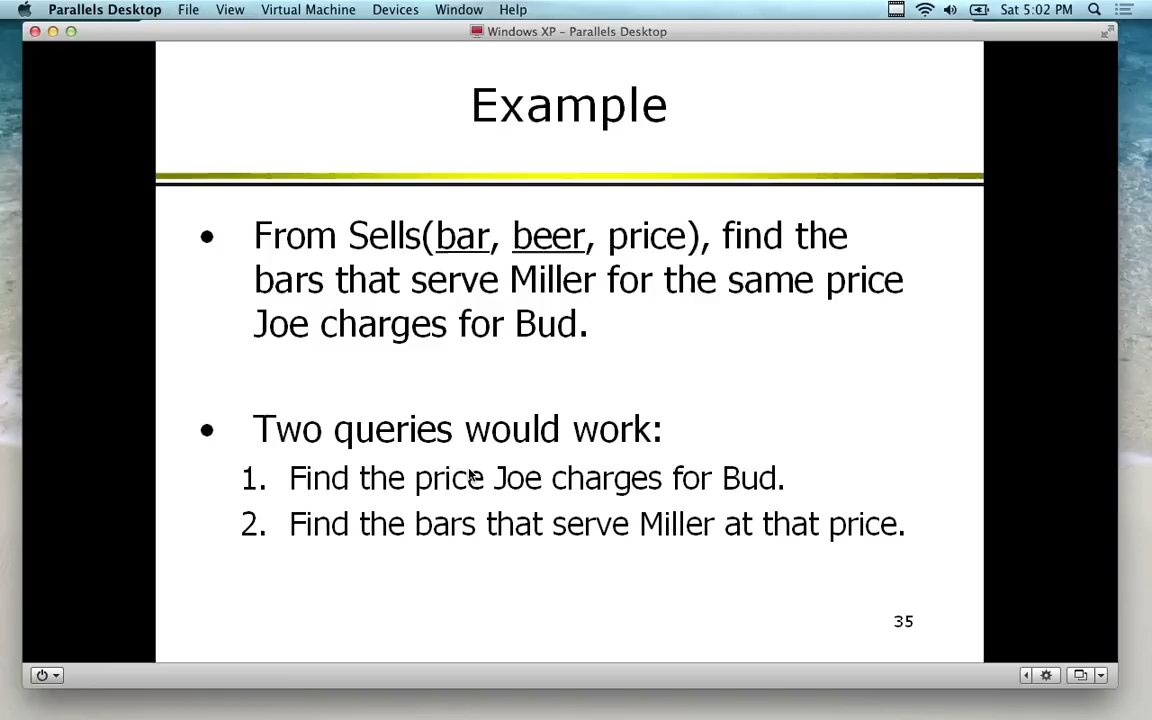 Parallels Desktop File View Virtual Machine Devices Window Help Sat 5:02 PM
Windows XP – Parallels Desktop
Example
• From Sells(bar, beer, price), find the
bars that serve Miller for the same price
Joe charges for Bud.
• Two queries would work:
1. Find the price Joe charges for Bud.
2. Find the bars that serve Miller at that price.
35